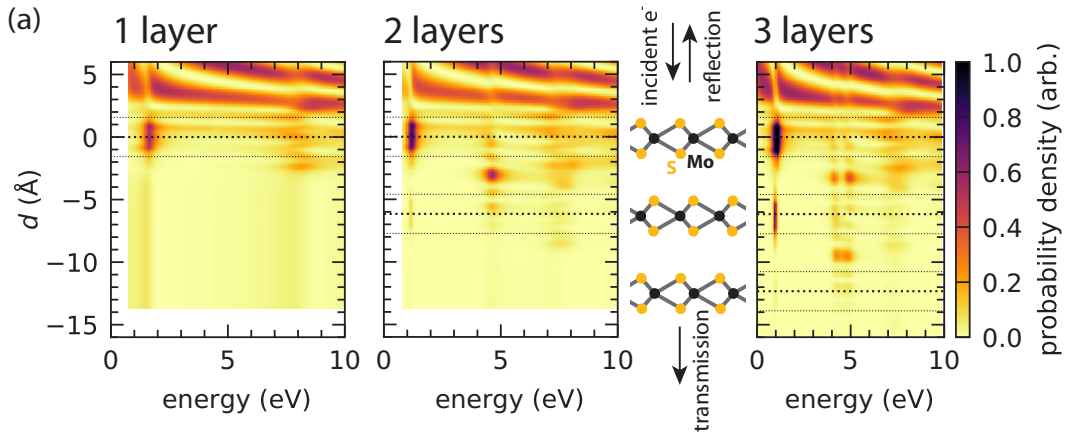 (a)
1 layer
2 layers
3 layers
incident e⁻
reflection
S
Mo
transmission
5
0
−5
−10
−15
d (Å)
0 5 10
0 5 10
0 5 10
energy (eV)
energy (eV)
energy (eV)
1.0
0.8
0.6
0.4
0.2
0.0
probability density (arb.)